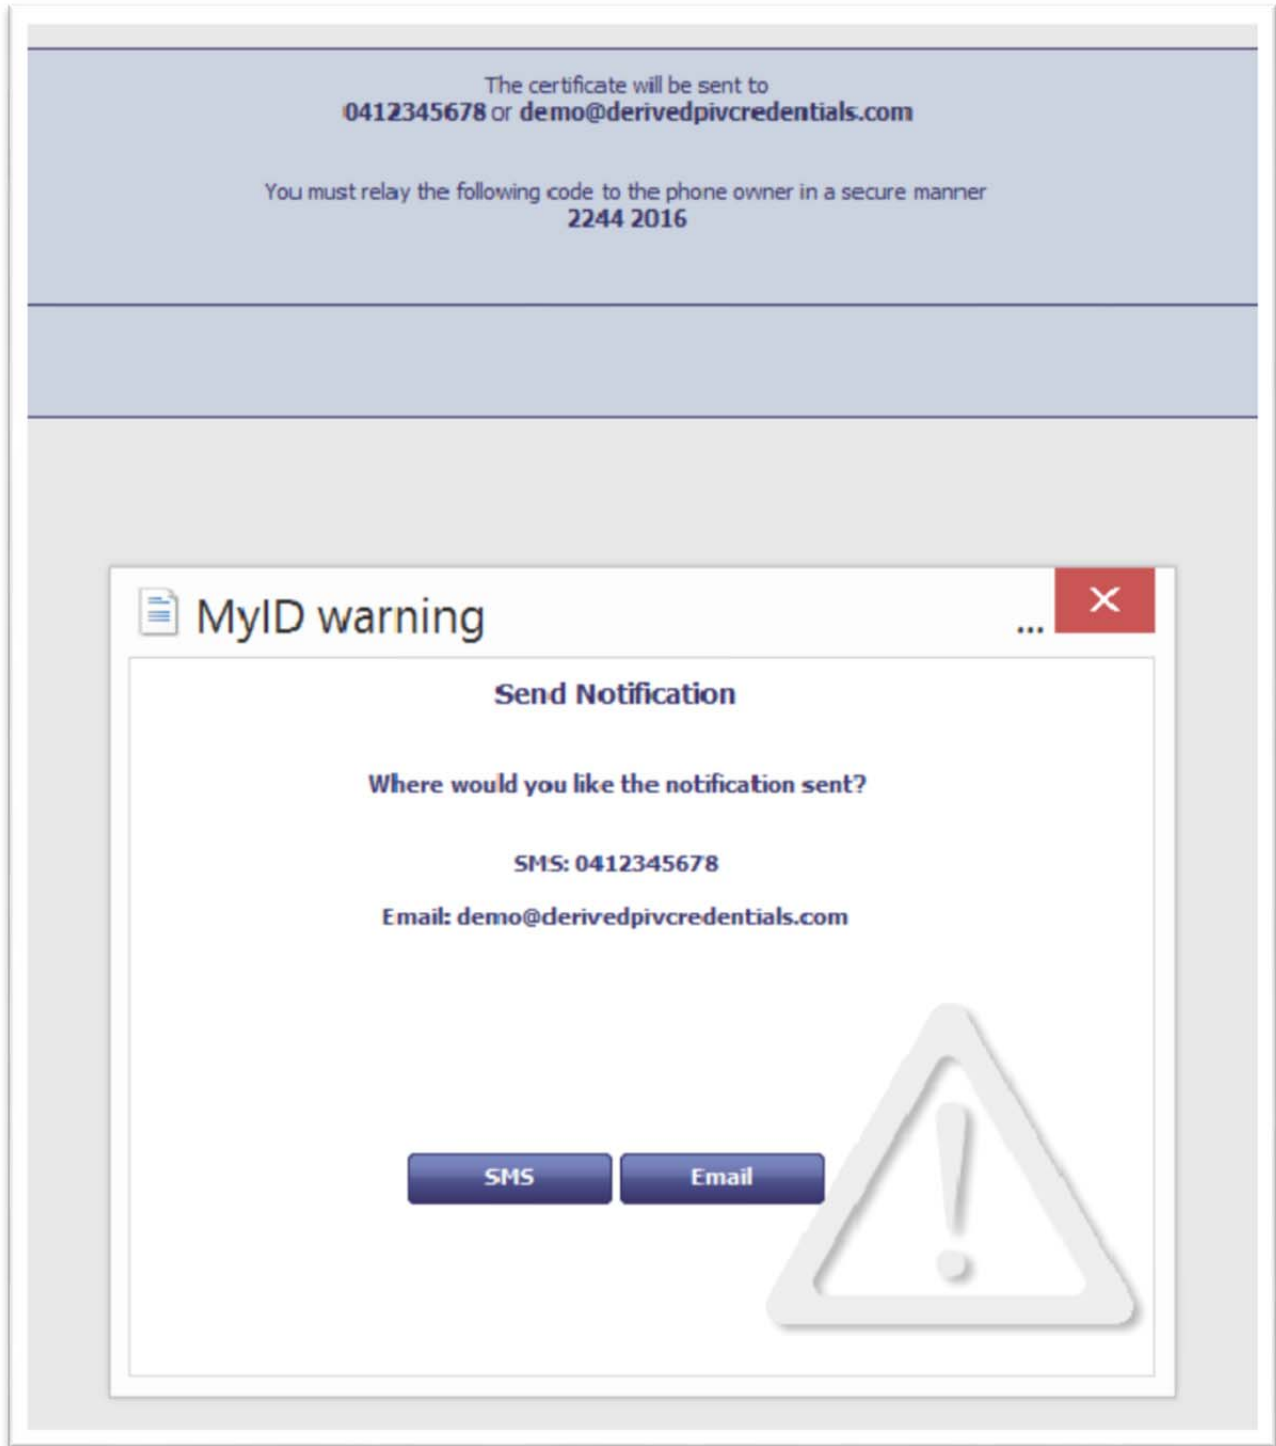 The certificate will be sent to
0412345678 or demo@derivedpivcredentials.com
You must relay the following code to the phone owner in a secure manner
2244 2016
MyID warning
...
Send Notification
Where would you like the notification sent?
SMS: 0412345678
Email: demo@derivedpivcredentials.com
SMS Email